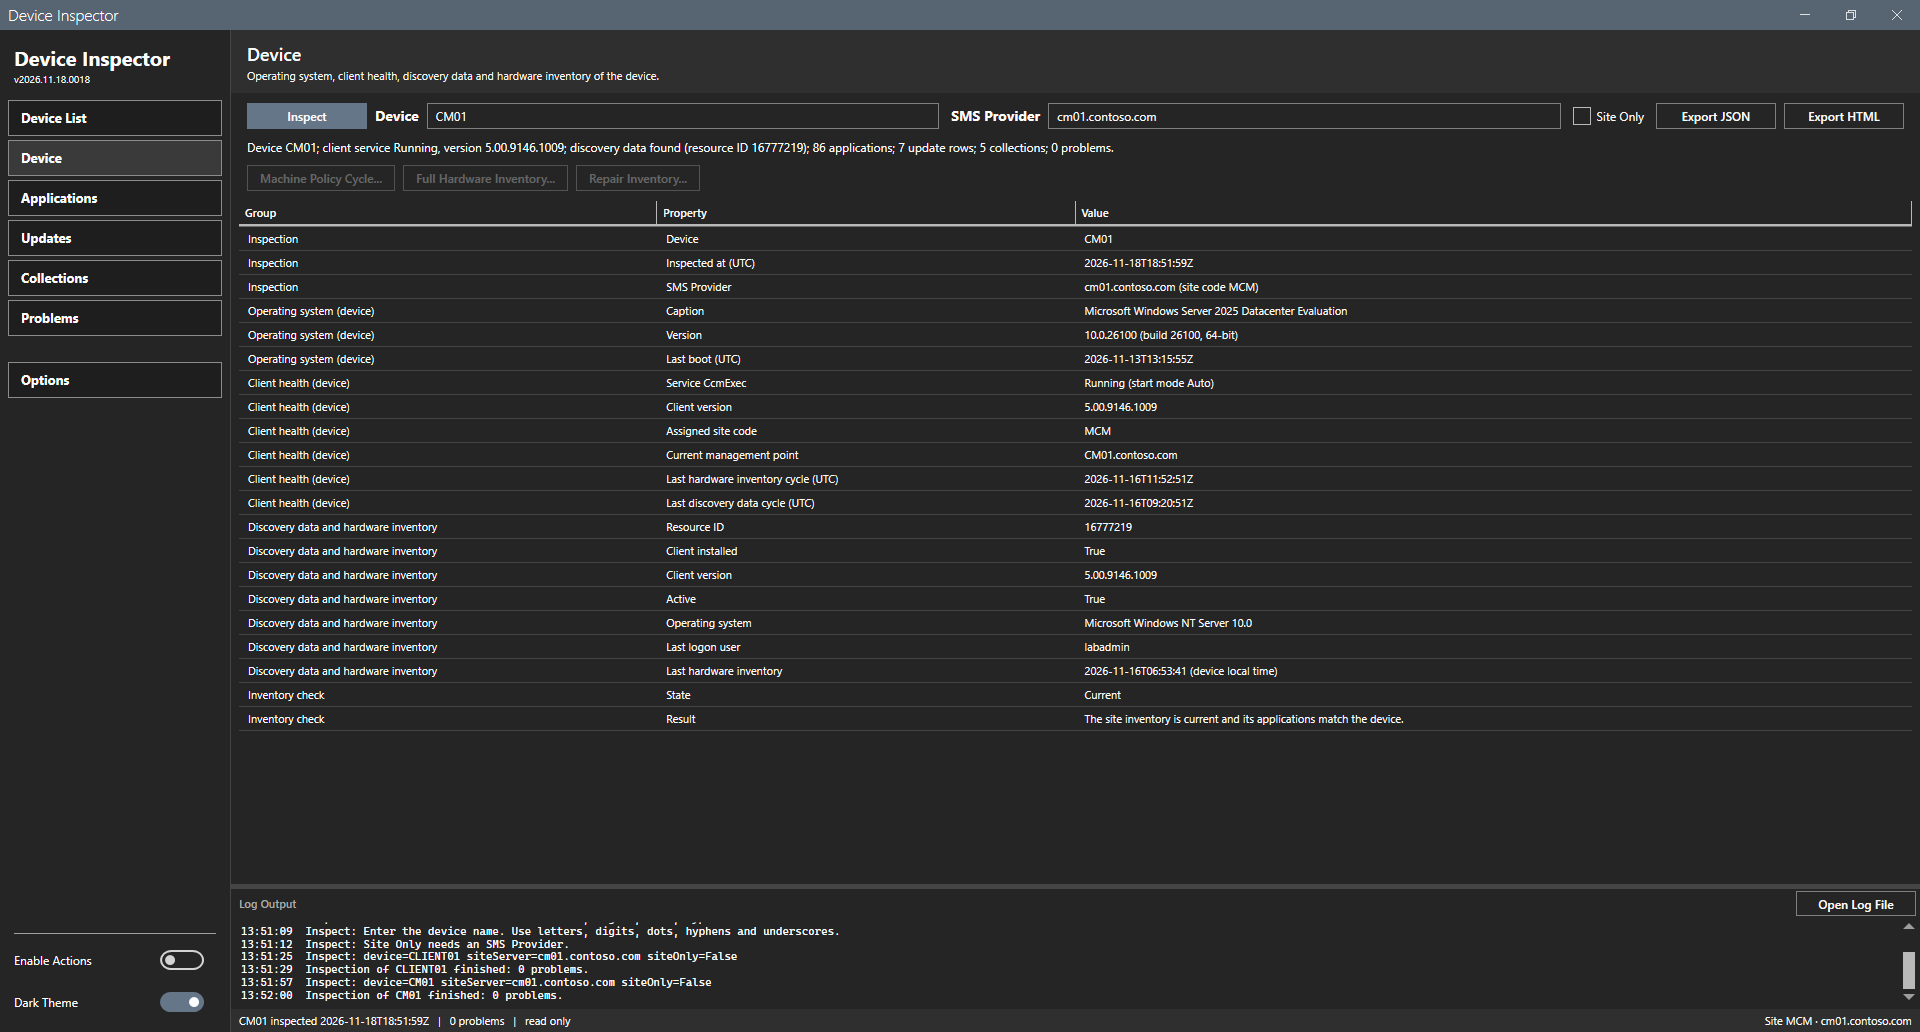 Device Inspector
Device Inspector
v2026.11.18.0018
Device List
Device
Applications
Updates
Collections
Problems
Options
Enable Actions
Dark Theme
Device
Operating system, client health, discovery data and hardware inventory of the device.
Inspect Device CM01 SMS Provider cm01.contoso.com Site Only Export JSON Export HTML
Device CM01; client service Running, version 5.00.9146.1009; discovery data found (resource ID 16777219); 86 applications; 7 update rows; 5 collections; 0 problems.
Machine Policy Cycle... Full Hardware Inventory... Repair Inventory...
Group Property Value
Inspection Device CM01
Inspection Inspected at (UTC) 2026-11-18T18:51:59Z
Inspection SMS Provider cm01.contoso.com (site code MCM)
Operating system (device) Caption Microsoft Windows Server 2025 Datacenter Evaluation
Operating system (device) Version 10.0.26100 (build 26100, 64-bit)
Operating system (device) Last boot (UTC) 2026-11-13T13:15:55Z
Client health (device) Service CcmExec Running (start mode Auto)
Client health (device) Client version 5.00.9146.1009
Client health (device) Assigned site code MCM
Client health (device) Current management point CM01.contoso.com
Client health (device) Last hardware inventory cycle (UTC) 2026-11-16T11:52:51Z
Client health (device) Last discovery data cycle (UTC) 2026-11-16T09:20:51Z
Discovery data and hardware inventory Resource ID 16777219
Discovery data and hardware inventory Client installed True
Discovery data and hardware inventory Client version 5.00.9146.1009
Discovery data and hardware inventory Active True
Discovery data and hardware inventory Operating system Microsoft Windows NT Server 10.0
Discovery data and hardware inventory Last logon user labadmin
Discovery data and hardware inventory Last hardware inventory 2026-11-16T06:53:41 (device local time)
Inventory check State Current
Inventory check Result The site inventory is current and its applications match the device.
Log Output
Open Log File
13:51:09 Inspect: Enter the device name. Use letters, digits, dots, hyphens and underscores.
13:51:12 Inspect: Site Only needs an SMS Provider.
13:51:25 Inspect: device=CLIENT01 siteServer=cm01.contoso.com siteOnly=False
13:51:29 Inspection of CLIENT01 finished: 0 problems.
13:51:57 Inspect: device=CM01 siteServer=cm01.contoso.com siteOnly=False
13:52:00 Inspection of CM01 finished: 0 problems.
CM01 inspected 2026-11-18T18:51:59Z | 0 problems | read only
Site MCM · cm01.contoso.com